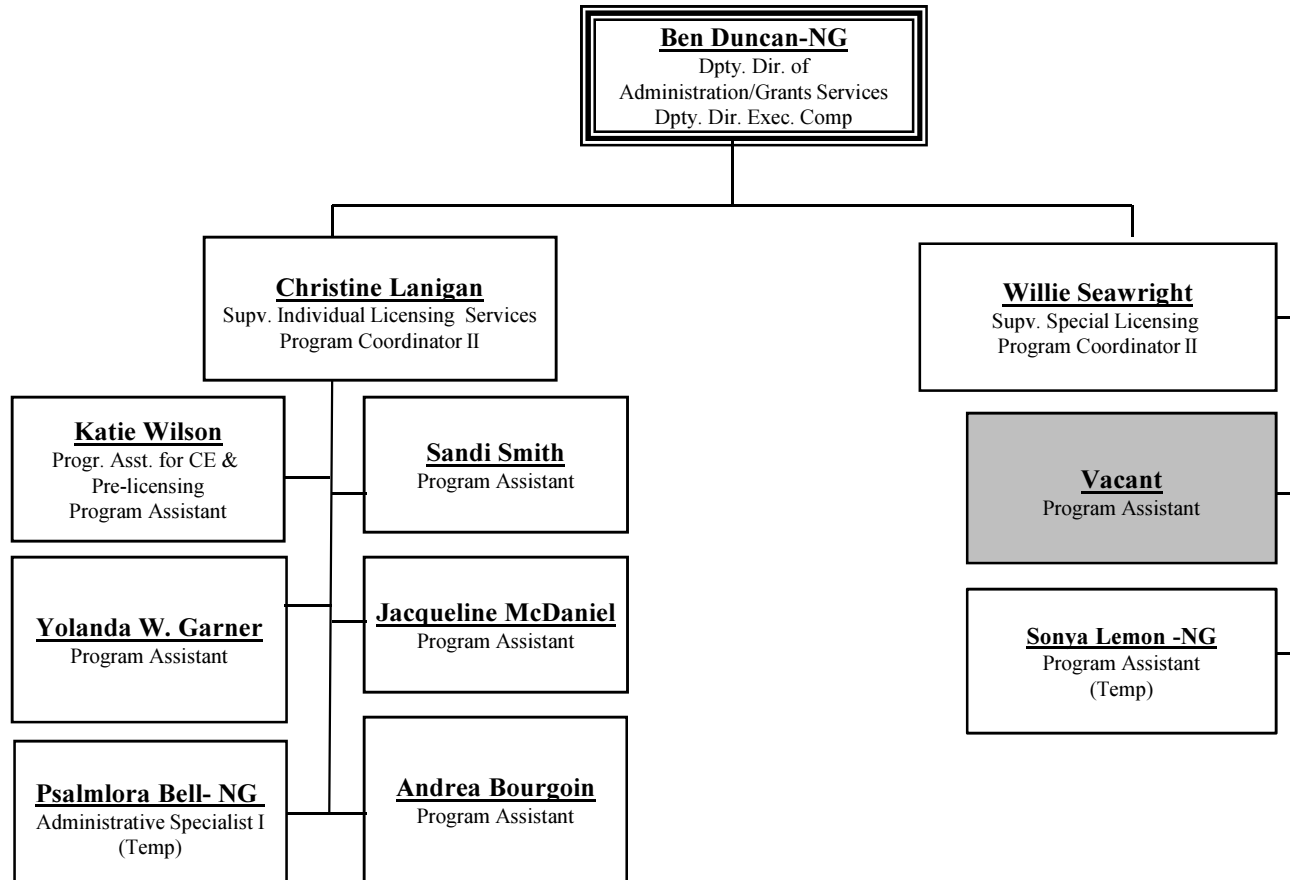 Ben Duncan-NG
Dpty. Dir. of
Administration/Grants Services
Dpty. Dir. Exec. Comp
Christine Lanigan
Supv. Individual Licensing Services
Program Coordinator II
Willie Seawright
Supv. Special Licensing
Program Coordinator II
Katie Wilson
Progr. Asst. for CE &
Pre-licensing
Program Assistant
Sandi Smith
Program Assistant
Vacant
Program Assistant
Yolanda W. Garner
Program Assistant
Jacqueline McDaniel
Program Assistant
Sonya Lemon -NG
Program Assistant
(Temp)
Psalmlora Bell- NG
Administrative Specialist I
(Temp)
Andrea Bourgoin
Program Assistant